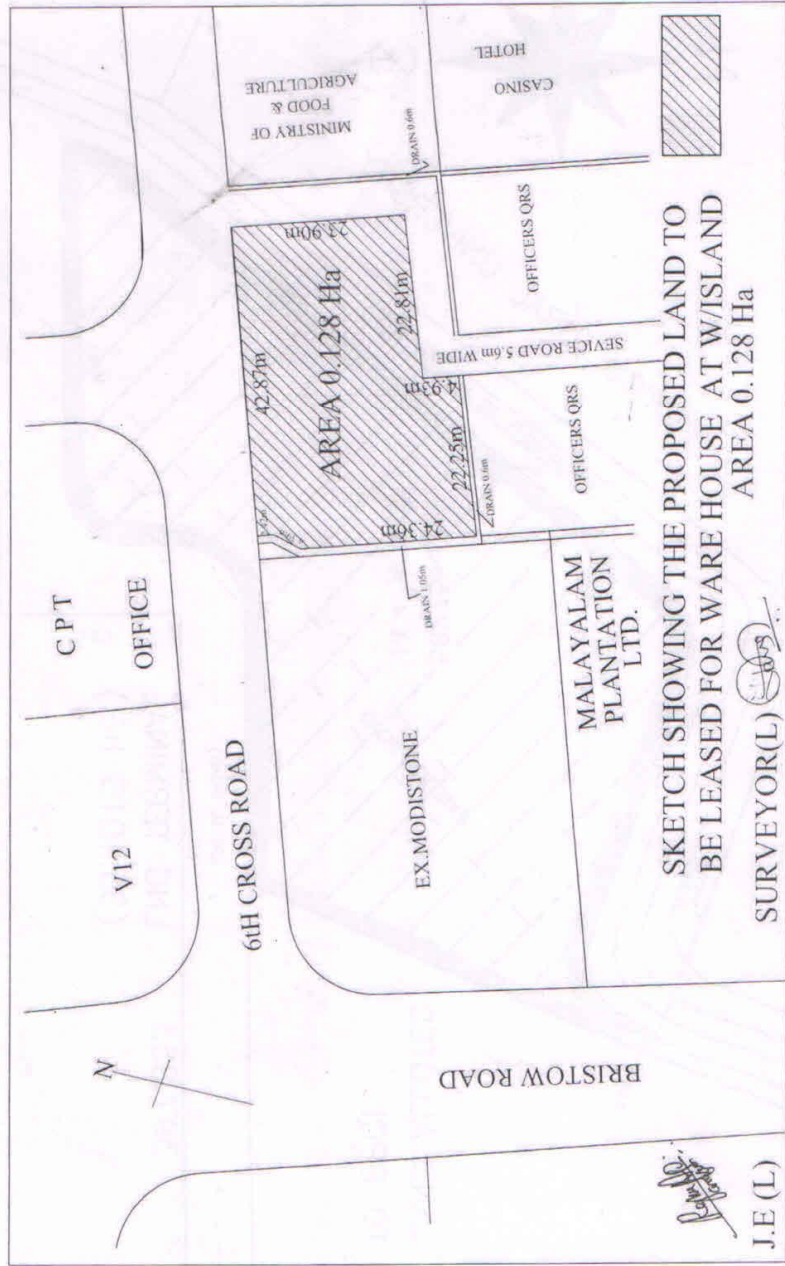 C P T
OFFICE
V12
6tH CROSS ROAD
N
BRISTOW ROAD
EX.MODISTONE
MALAYALAM
PLANTATION
LTD.
DRAIN 1.05m
42.87m
23.90m
AREA 0.128 Ha
22.81m
4.93m
22.25m
24.36m
DRAIN 0.6m
OFFICERS QRS
SEVICE ROAD 5.6m WIDE
OFFICERS QRS
DRAIN 0.6m
MINISTRY OF
FOOD &
AGRICULTURE
CASINO
HOTEL
SKETCH SHOWING THE PROPOSED LAND TO
BE LEASED FOR WARE HOUSE AT W/ISLAND
AREA 0.128 Ha
SURVEYOR(L)
J.E (L)